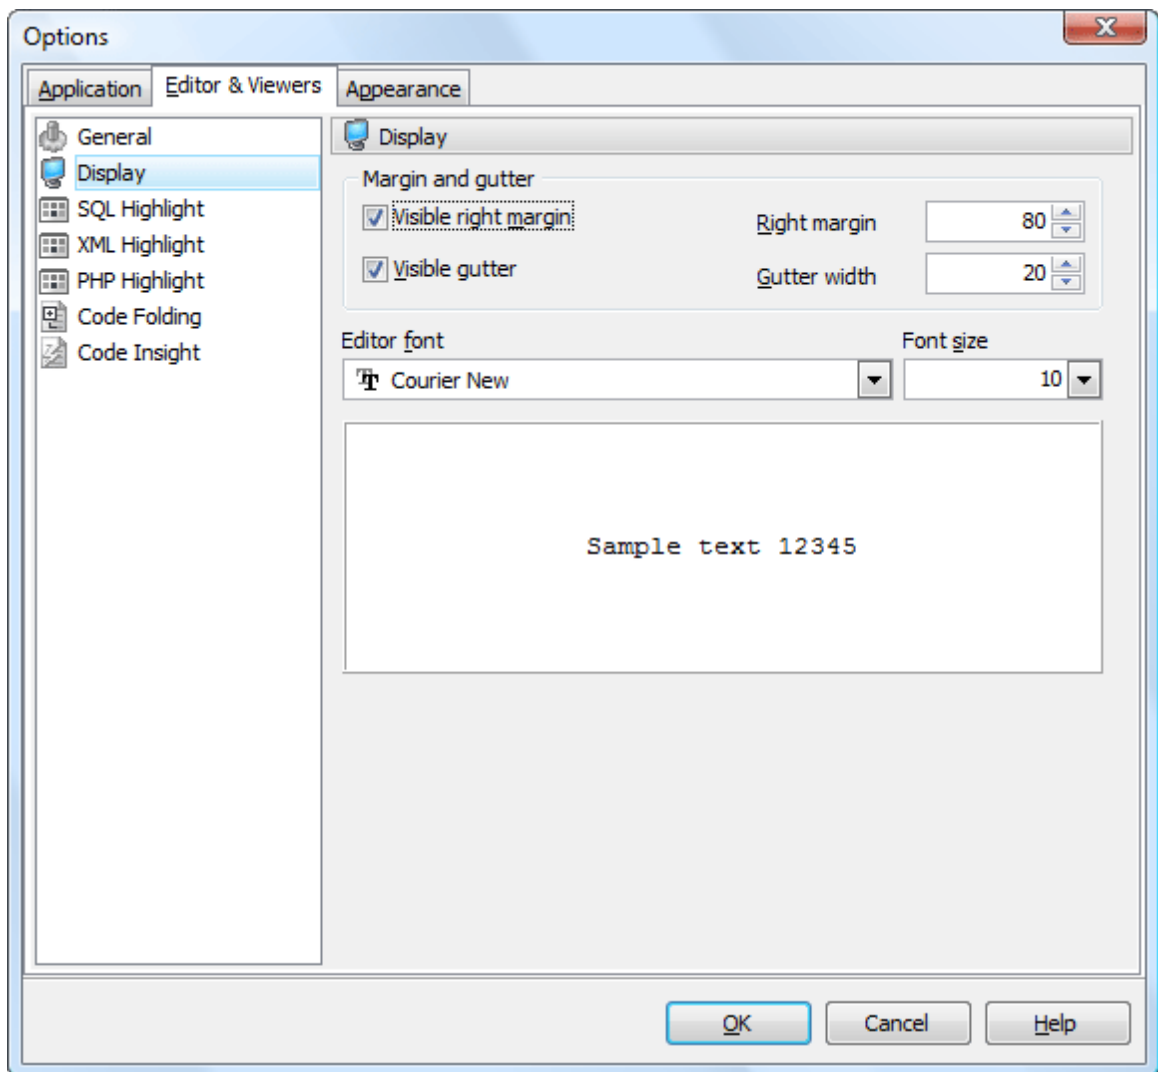 Options
Application Editor & Viewers Appearance
General
Display
SQL Highlight
XML Highlight
PHP Highlight
Code Folding
Code Insight
Display
Margin and gutter
Visible right margin Right margin 80
Visible gutter Gutter width 20
Editor font Font size
Courier New 10
Sample text 12345
OK Cancel Help